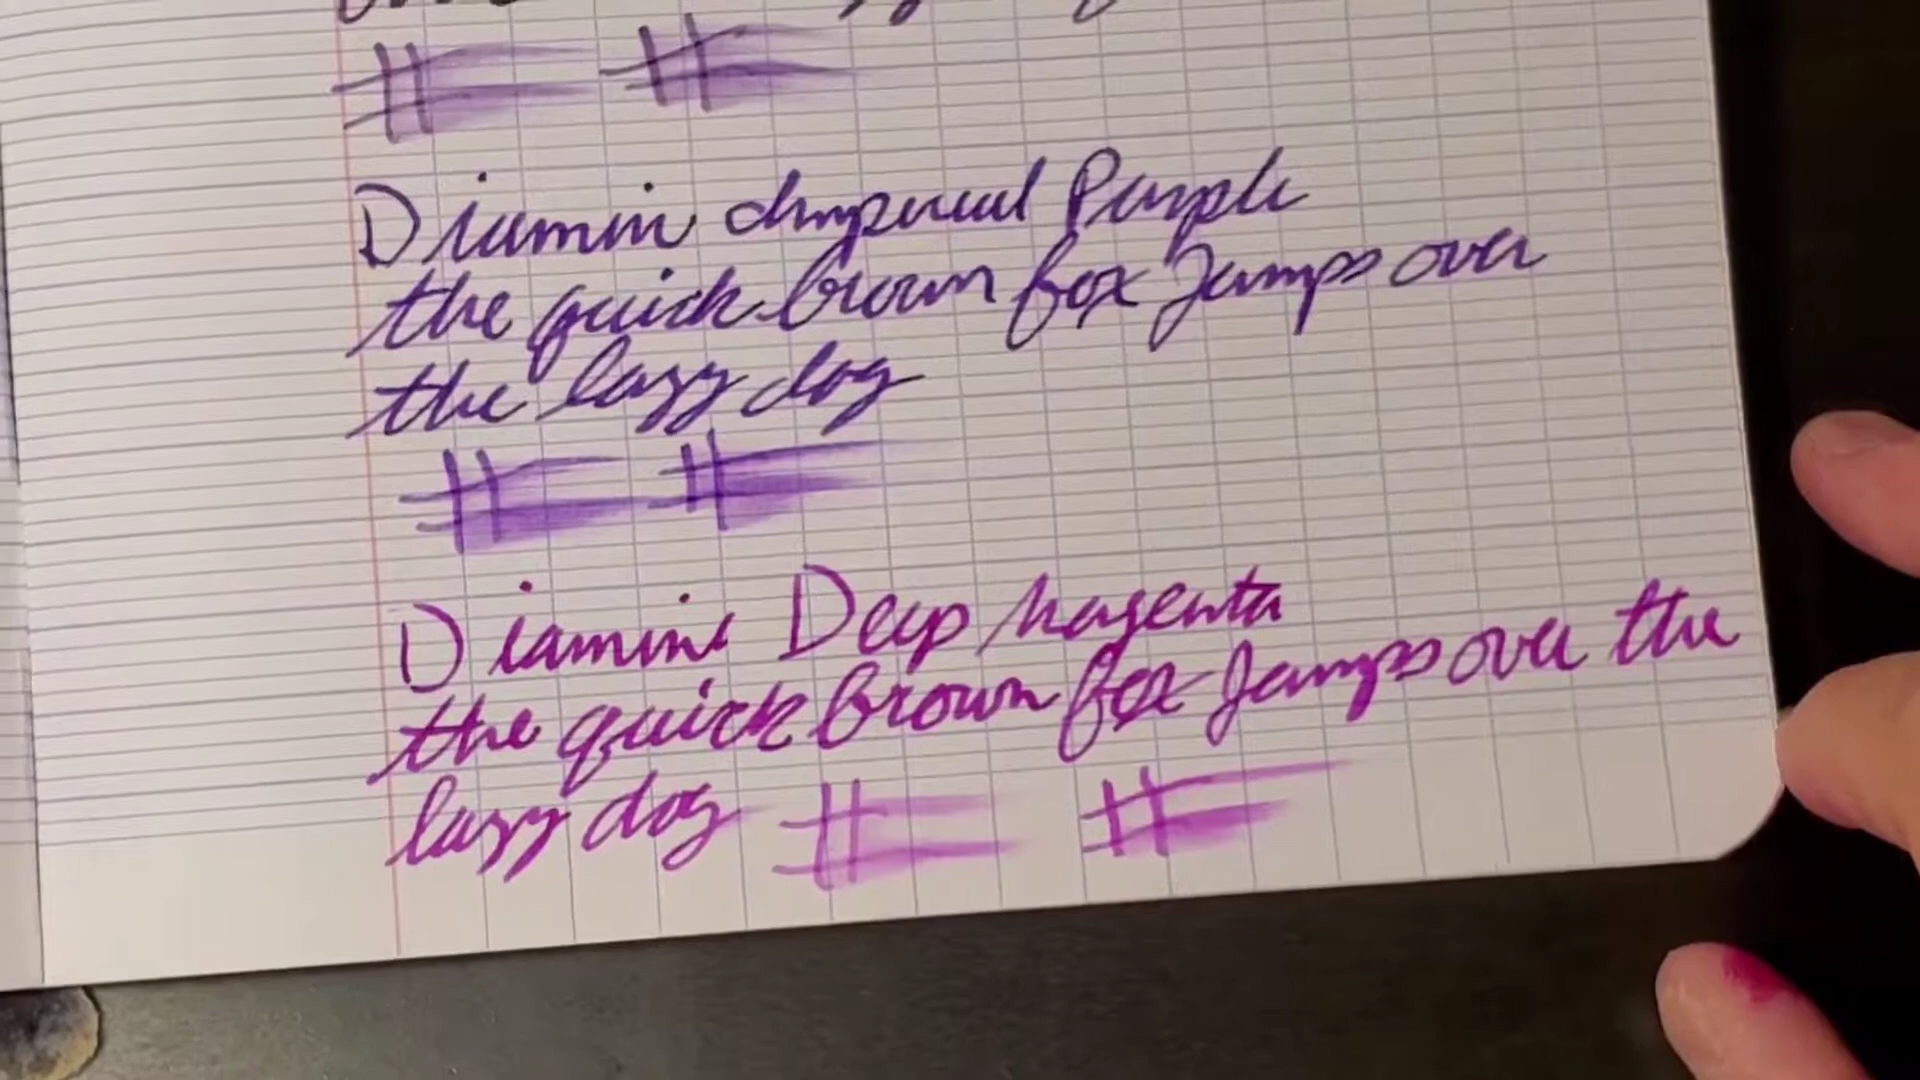 Diamine Imperial Purple
the quick brown fox Jumps over
the lazy dog
# #
Diamine Deep Magenta
the quick brown fox Jumps over the
lazy dog # #